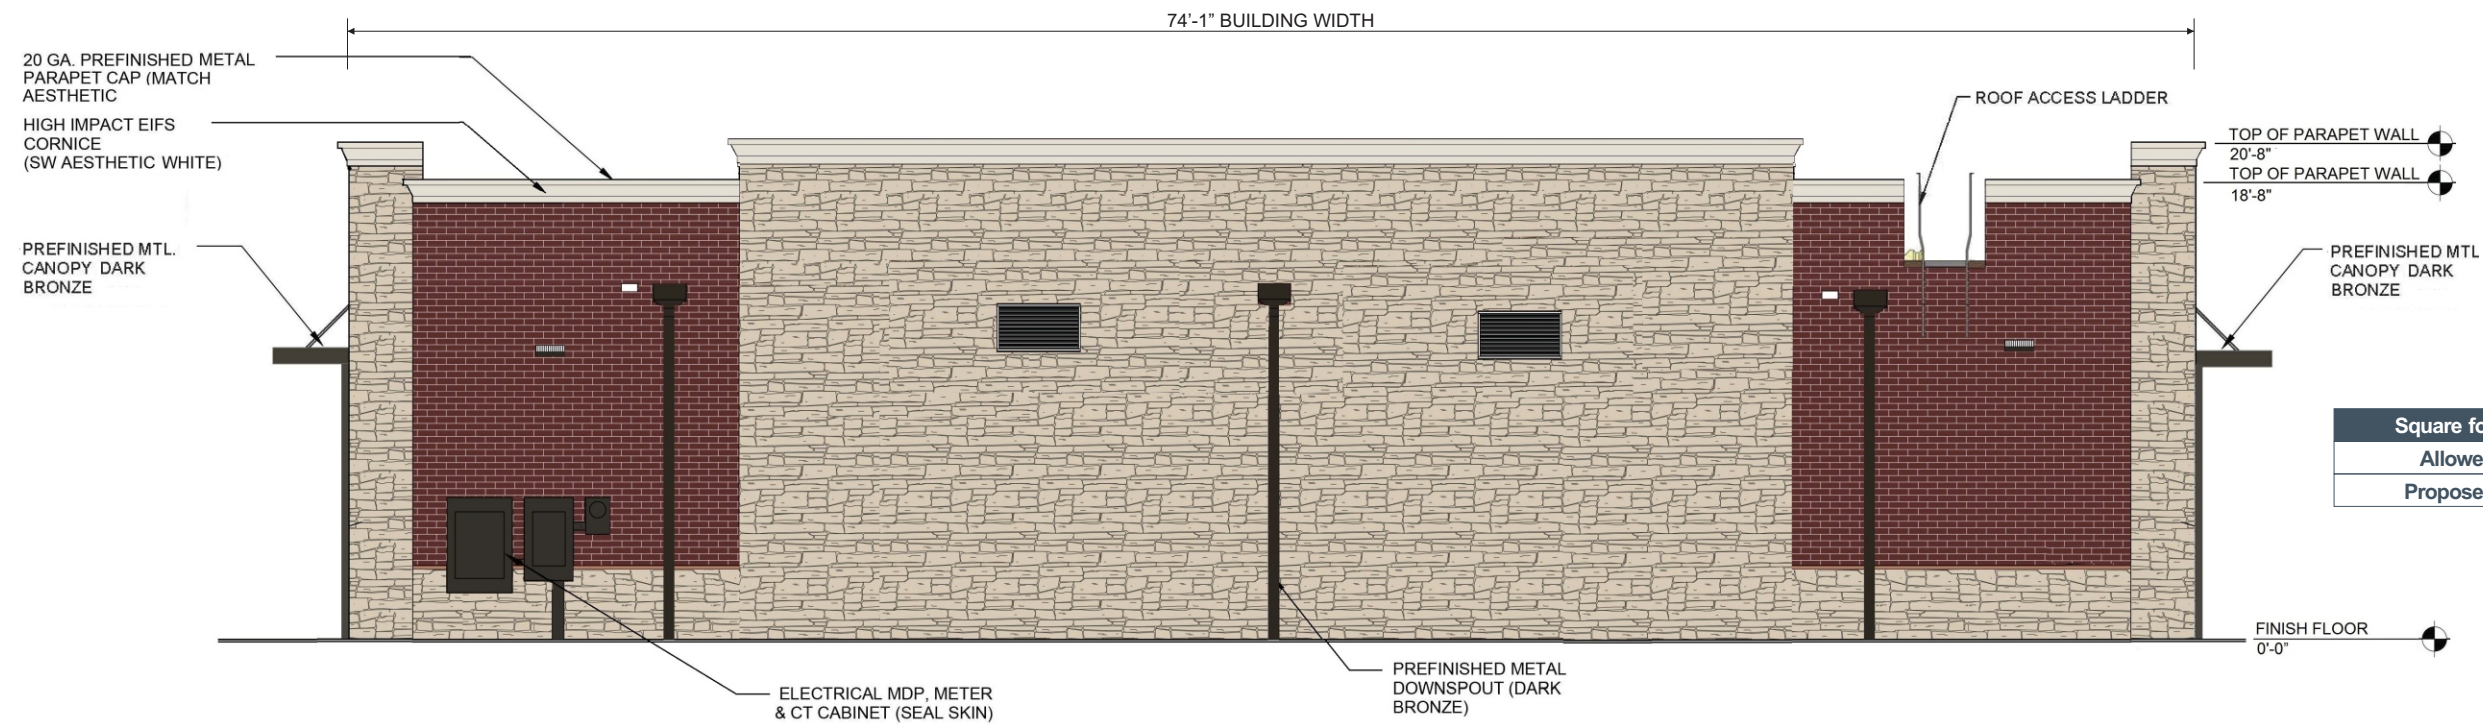 74’-1” BUILDING WIDTH
20 GA. PREFINISHED METAL
PARAPET CAP (MATCH
AESTHETIC
HIGH IMPACT EIFS
CORNICE
(SW AESTHETIC WHITE)
PREFINISHED MTL.
CANOPY DARK
BRONZE
ROOF ACCESS LADDER
TOP OF PARAPET WALL
20'-8"
TOP OF PARAPET WALL
18'-8"
PREFINISHED MTL
CANOPY DARK
BRONZE
Square fo
Allowe
Propose
FINISH FLOOR
0'-0"
ELECTRICAL MDP, METER
& CT CABINET (SEAL SKIN)
PREFINISHED METAL
DOWNSPOUT (DARK
BRONZE)